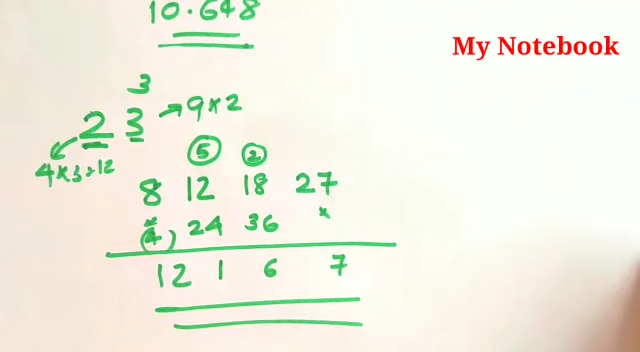 10.648
My Notebook
3
2 3 → 9×2
4×3=12
5 2
8 12 18 27
(4) 24 36 ×
12 1 6 7